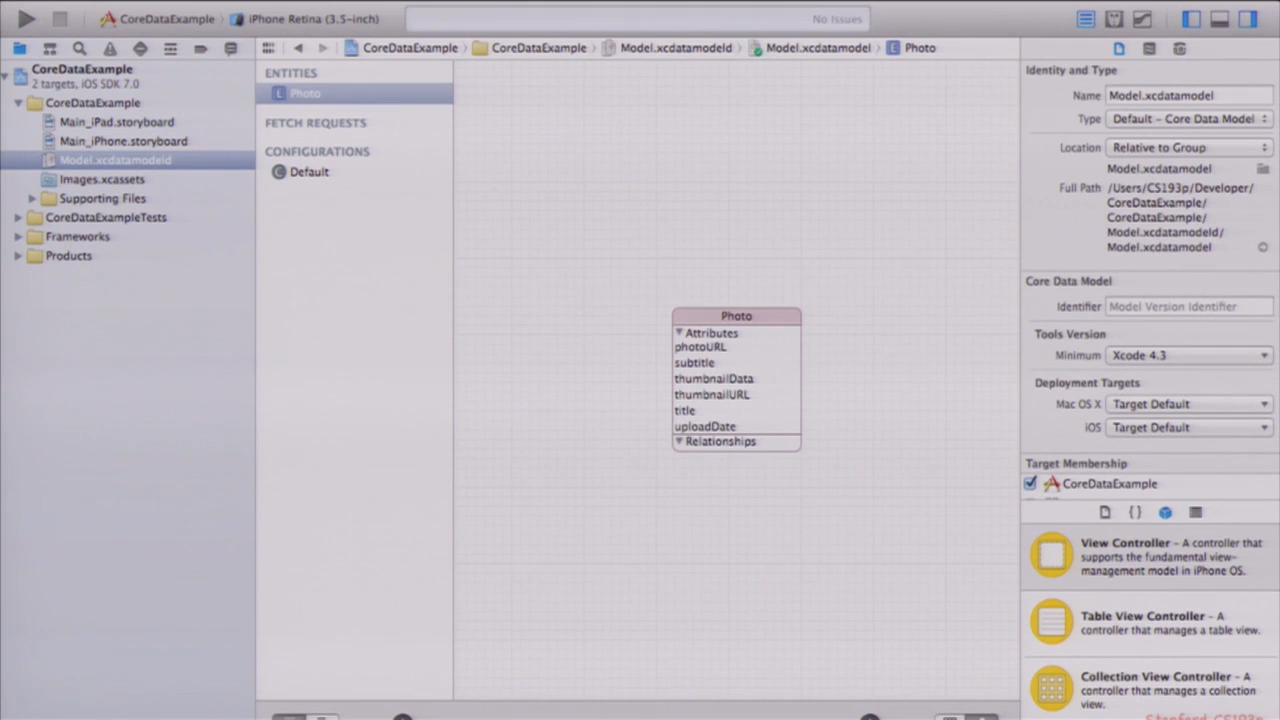 CoreDataExample
iPhone Retina (3.5-inch)
No Issues
CoreDataExample
CoreDataExample
Model.xcdatamodeld
Model.xcdatamodel
Photo
CoreDataExample
2 targets, iOS SDK 7.0
CoreDataExample
Main_iPad.storyboard
Main_iPhone.storyboard
Model.xcdatamodeld
Images.xcassets
Supporting Files
CoreDataExampleTests
Frameworks
Products
ENTITIES
E Photo
FETCH REQUESTS
CONFIGURATIONS
C Default
Photo
Attributes
photoURL
subtitle
thumbnailData
thumbnailURL
title
uploadDate
Relationships
Identity and Type
Name Model.xcdatamodel
Type Default - Core Data Model
Location Relative to Group
Model.xcdatamodel
Full Path /Users/CS193p/Developer/
CoreDataExample/
CoreDataExample/
Model.xcdatamodeld/
Model.xcdatamodel
Core Data Model
Identifier Model Version Identifier
Tools Version
Minimum Xcode 4.3
Deployment Targets
Mac OS X Target Default
iOS Target Default
Target Membership
CoreDataExample
{ }
View Controller - A controller that
supports the fundamental view-
management model in iPhone OS.
Table View Controller - A
controller that manages a table view.
Collection View Controller - A
controller that manages a collection
view.
Stanford CS193p